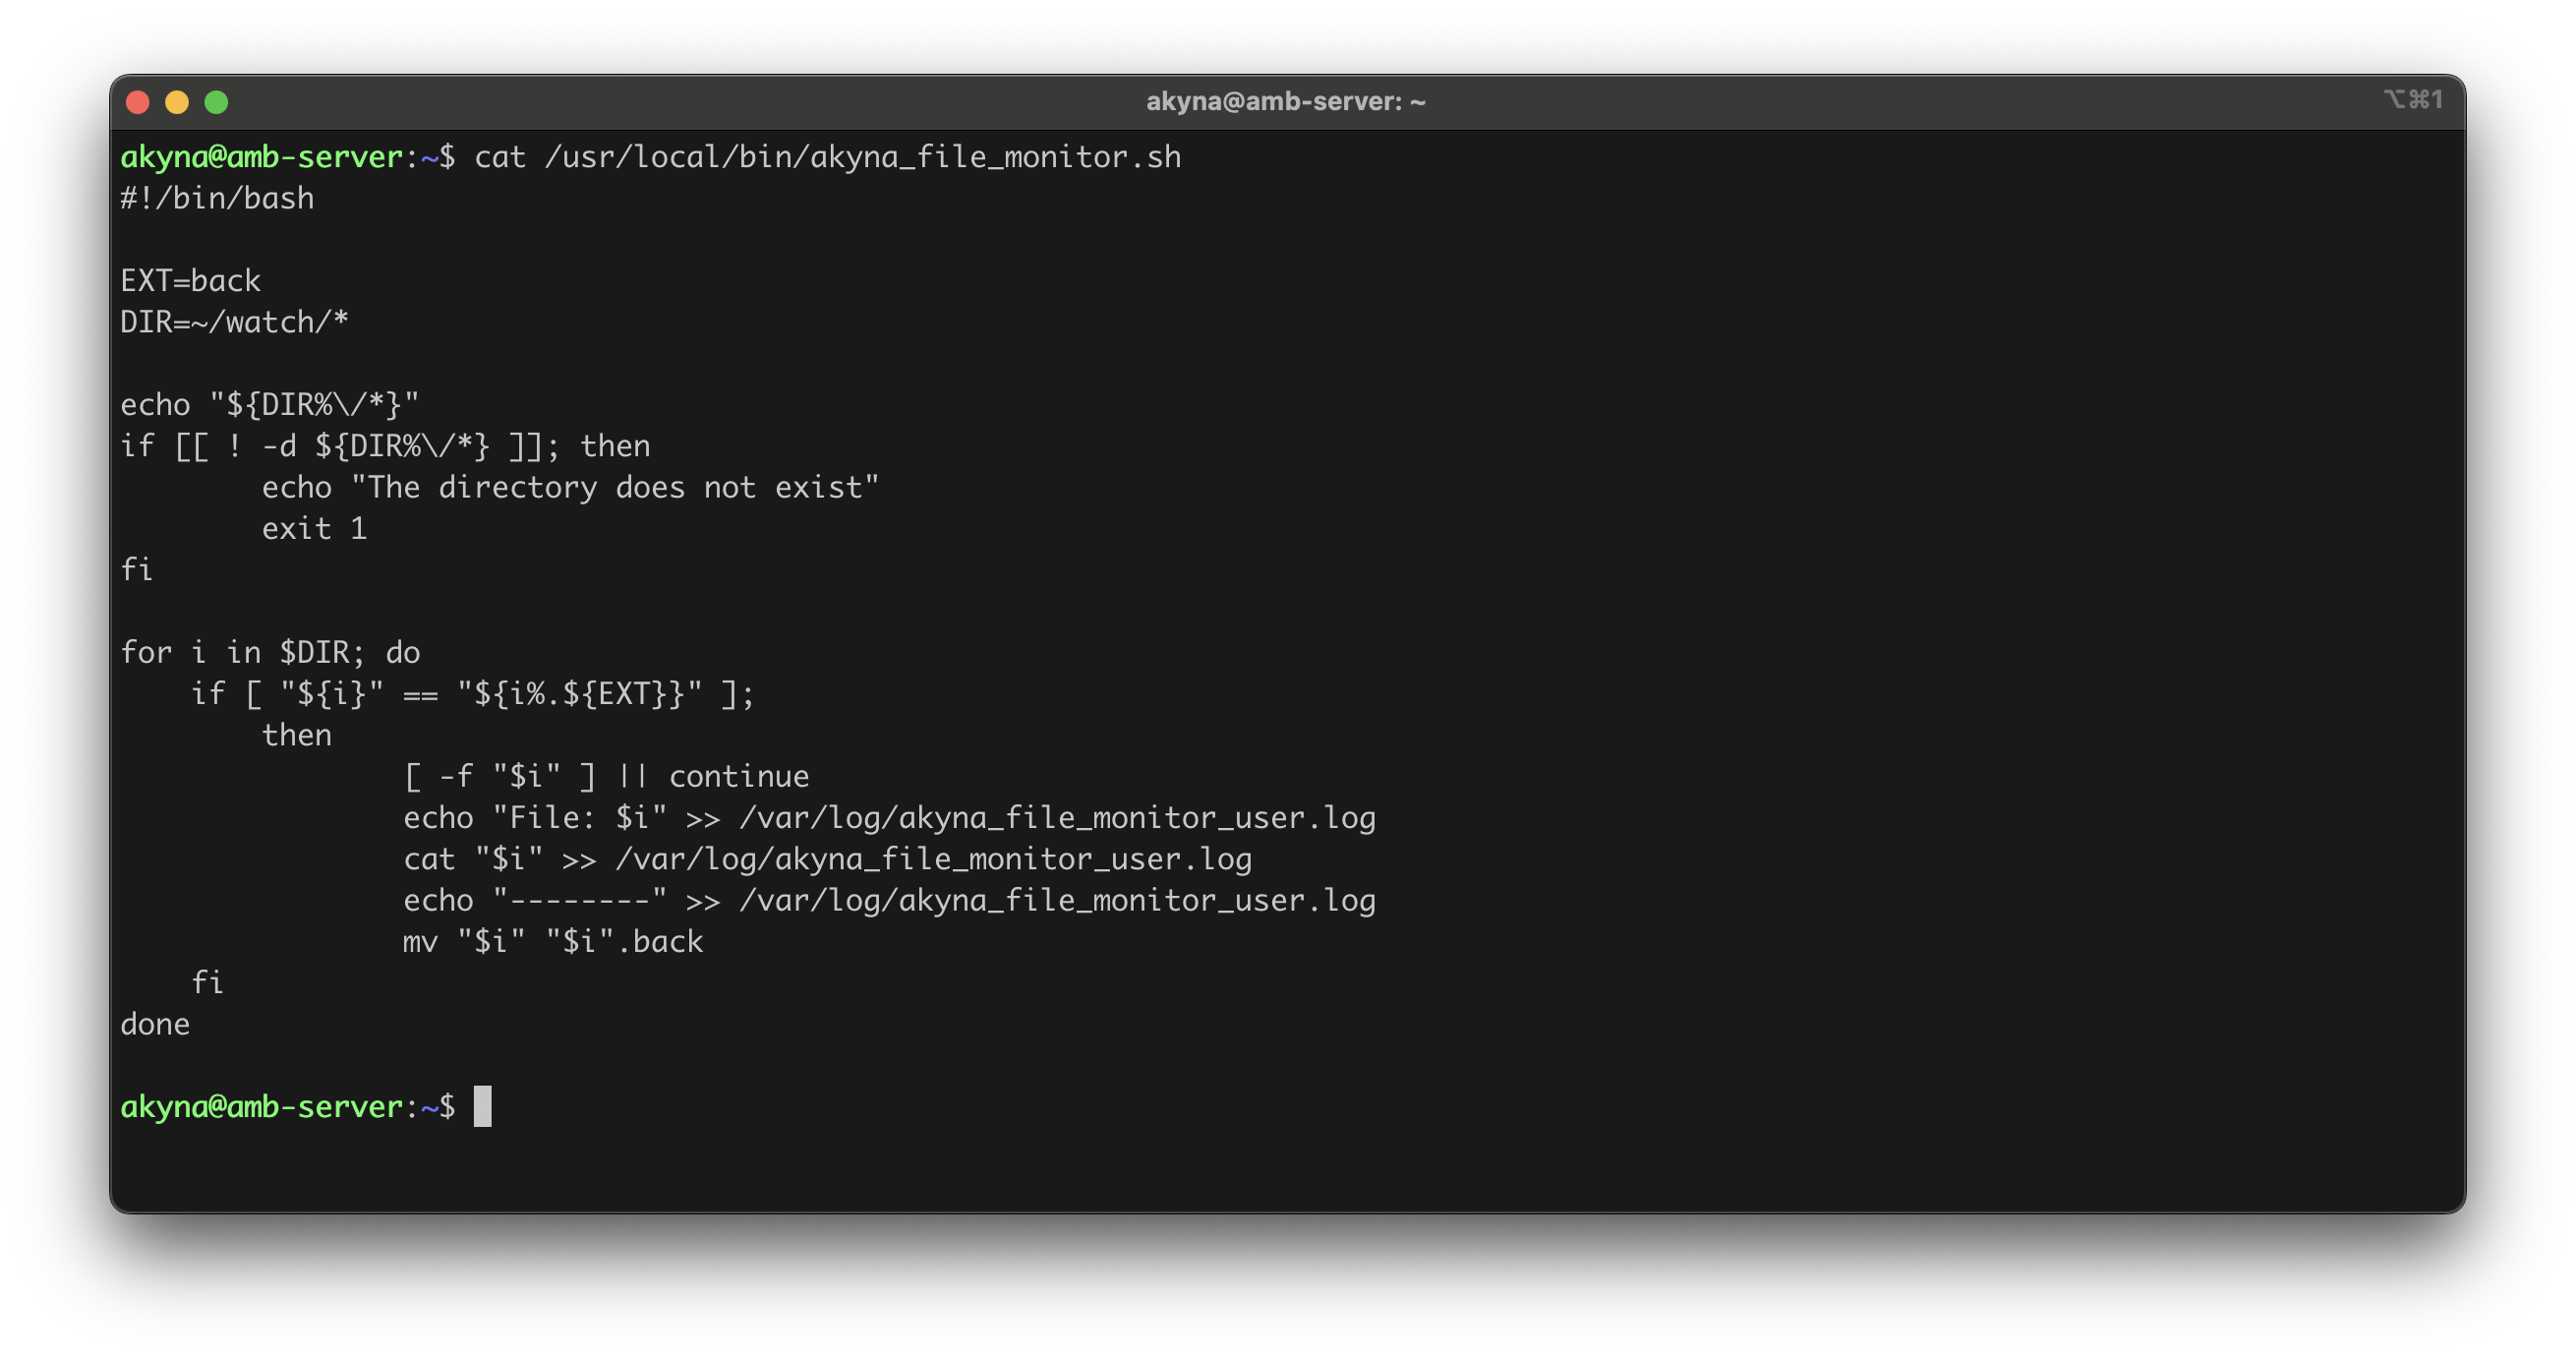 akyna@amb-server: ~
⌥⌘1
akyna@amb-server:~$ cat /usr/local/bin/akyna_file_monitor.sh
#!/bin/bash
EXT=back
DIR=~/watch/*
echo "${DIR%\/*}"
if [[ ! -d ${DIR%\/*} ]]; then
        echo "The directory does not exist"
        exit 1
fi
for i in $DIR; do
    if [ "${i}" == "${i%.${EXT}}" ];
        then
                [ -f "$i" ] || continue
                echo "File: $i" >> /var/log/akyna_file_monitor_user.log
                cat "$i" >> /var/log/akyna_file_monitor_user.log
                echo "--------" >> /var/log/akyna_file_monitor_user.log
                mv "$i" "$i".back
    fi
done
akyna@amb-server:~$